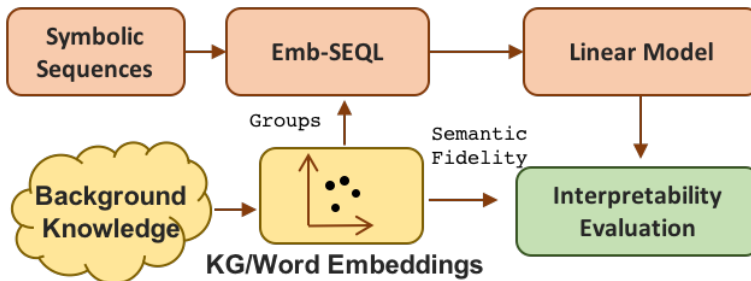 Symbolic
Sequences
Emb-SEQL
Linear Model
Groups
Semantic
Fidelity
Background
Knowledge
KG/Word Embeddings
Interpretability
Evaluation